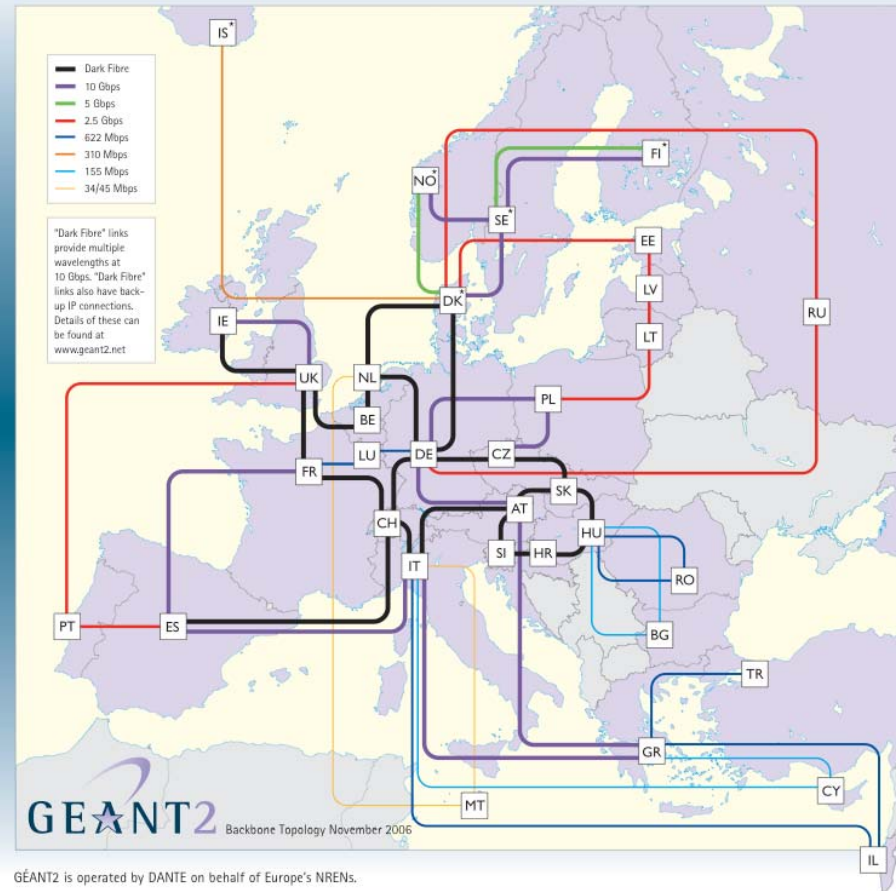 IS*
Dark Fibre
10 Gbps
5 Gbps
2.5 Gbps
622 Mbps
310 Mbps
155 Mbps
34/45 Mbps
"Dark Fibre" links
provide multiple
wavelengths at
10 Gbps. "Dark Fibre"
links also have back-
up IP connections.
Details of these can
be found at
www.geant2.net
FI*
NO*
SE*
EE
LV
DK*
RU
IE
LT
UK
NL
PL
BE
LU
DE
CZ
FR
SK
AT
CH
HU
SI
HR
IT
RO
PT
ES
BG
TR
GR
CY
MT
GEANT2
Backbone Topology November 2006
IL
GÉANT2 is operated by DANTE on behalf of Europe's NRENs.